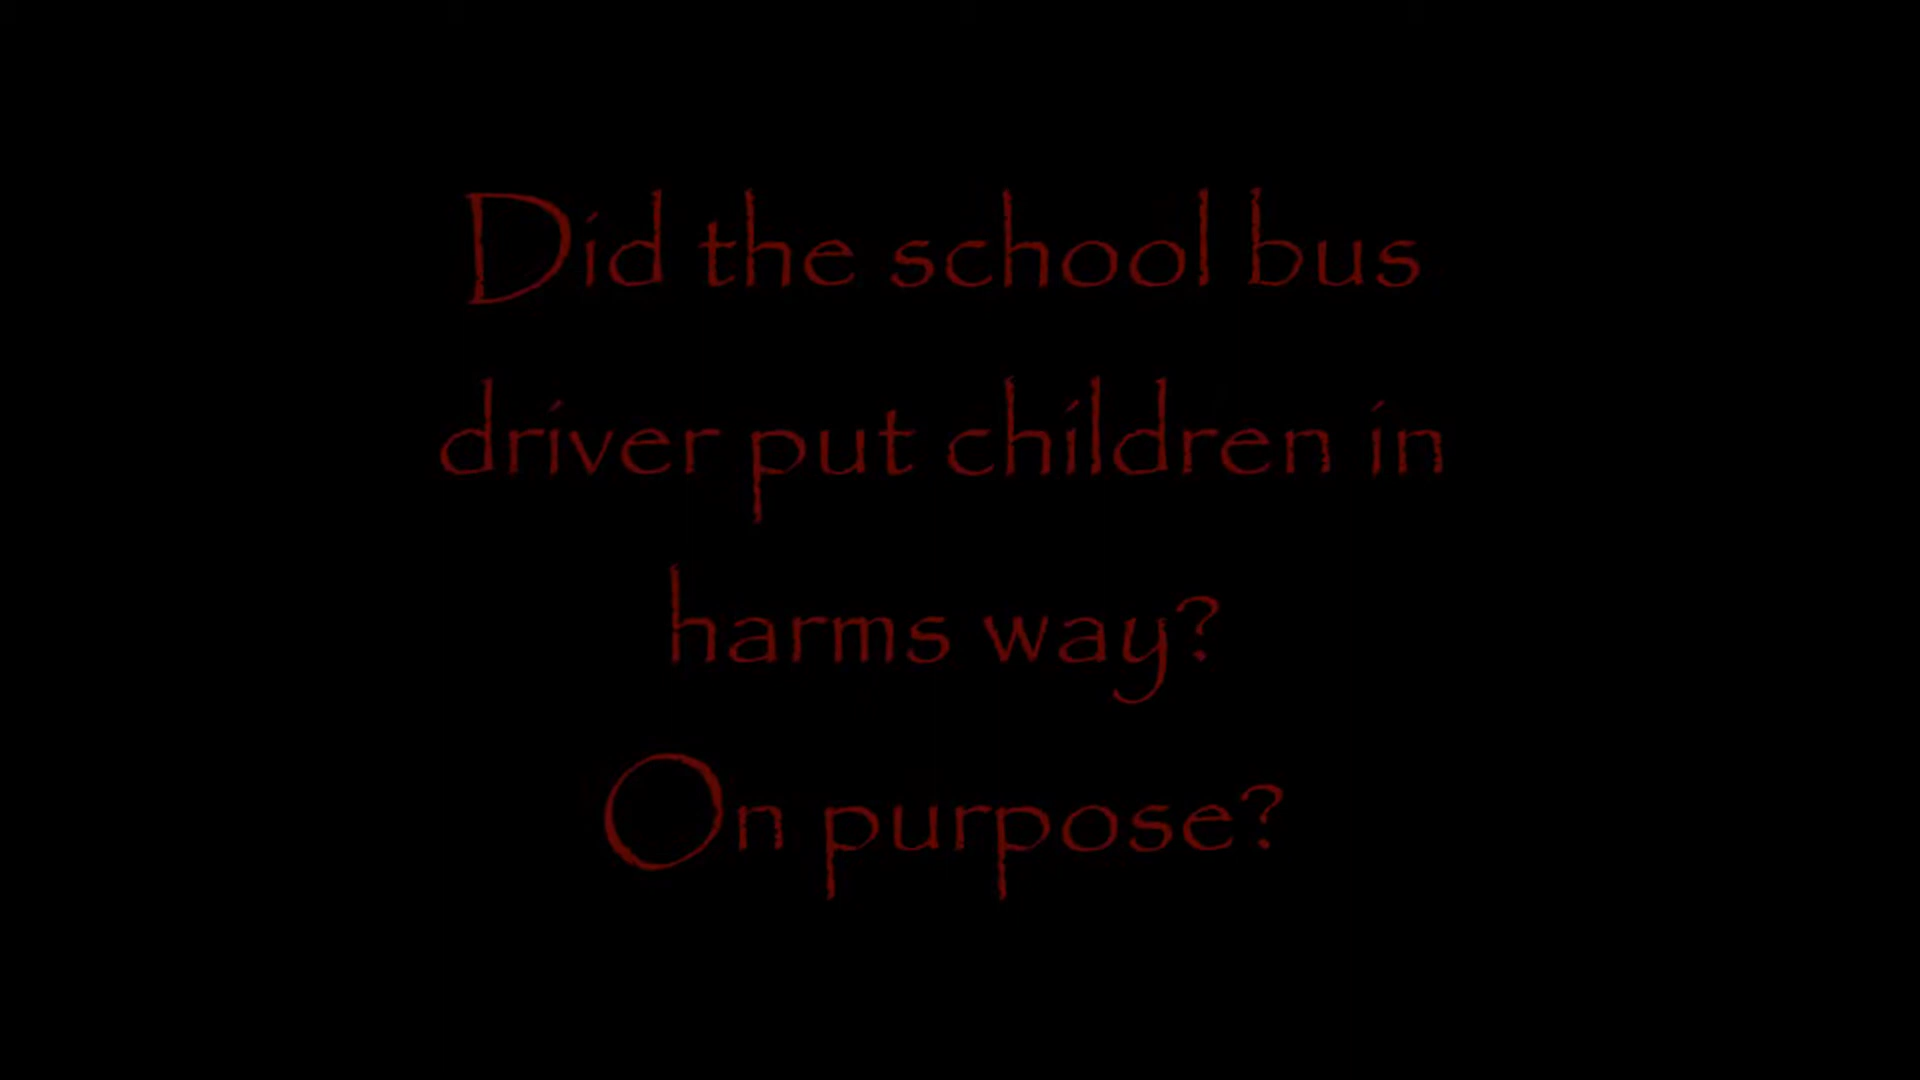 Did the school bus
driver put children in
harms way?
On purpose?